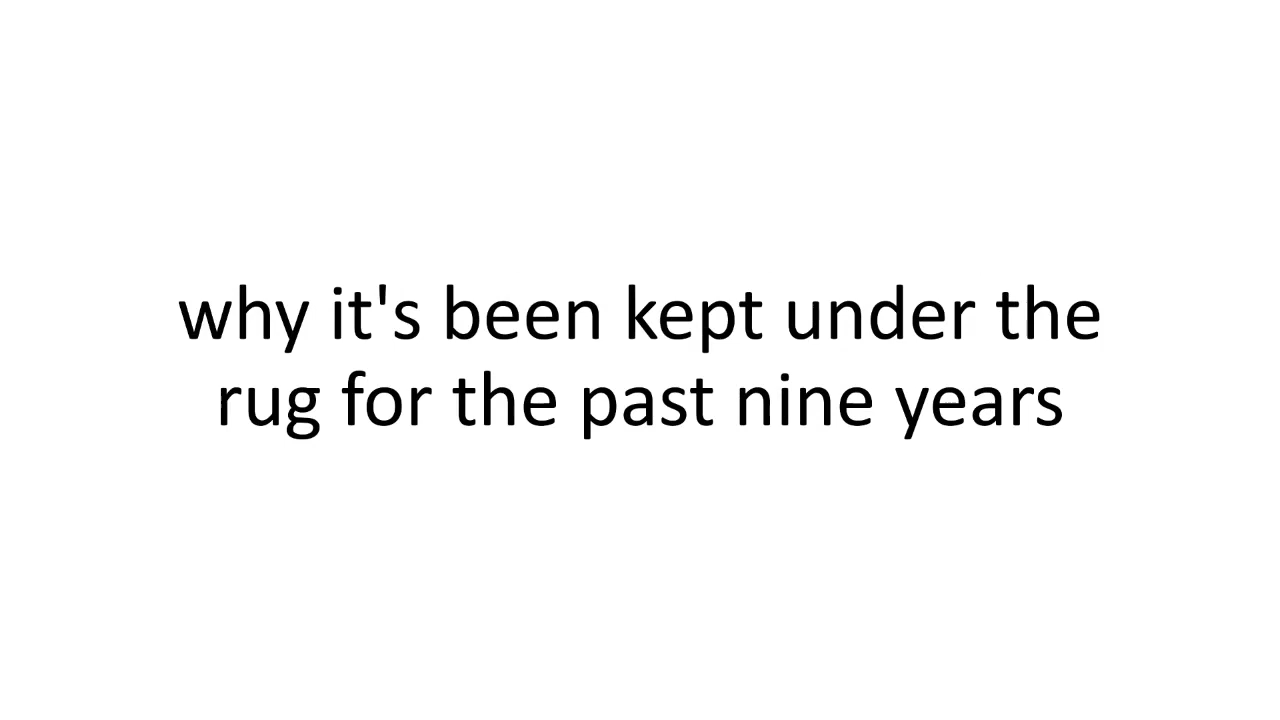 why it's been kept under the
rug for the past nine years